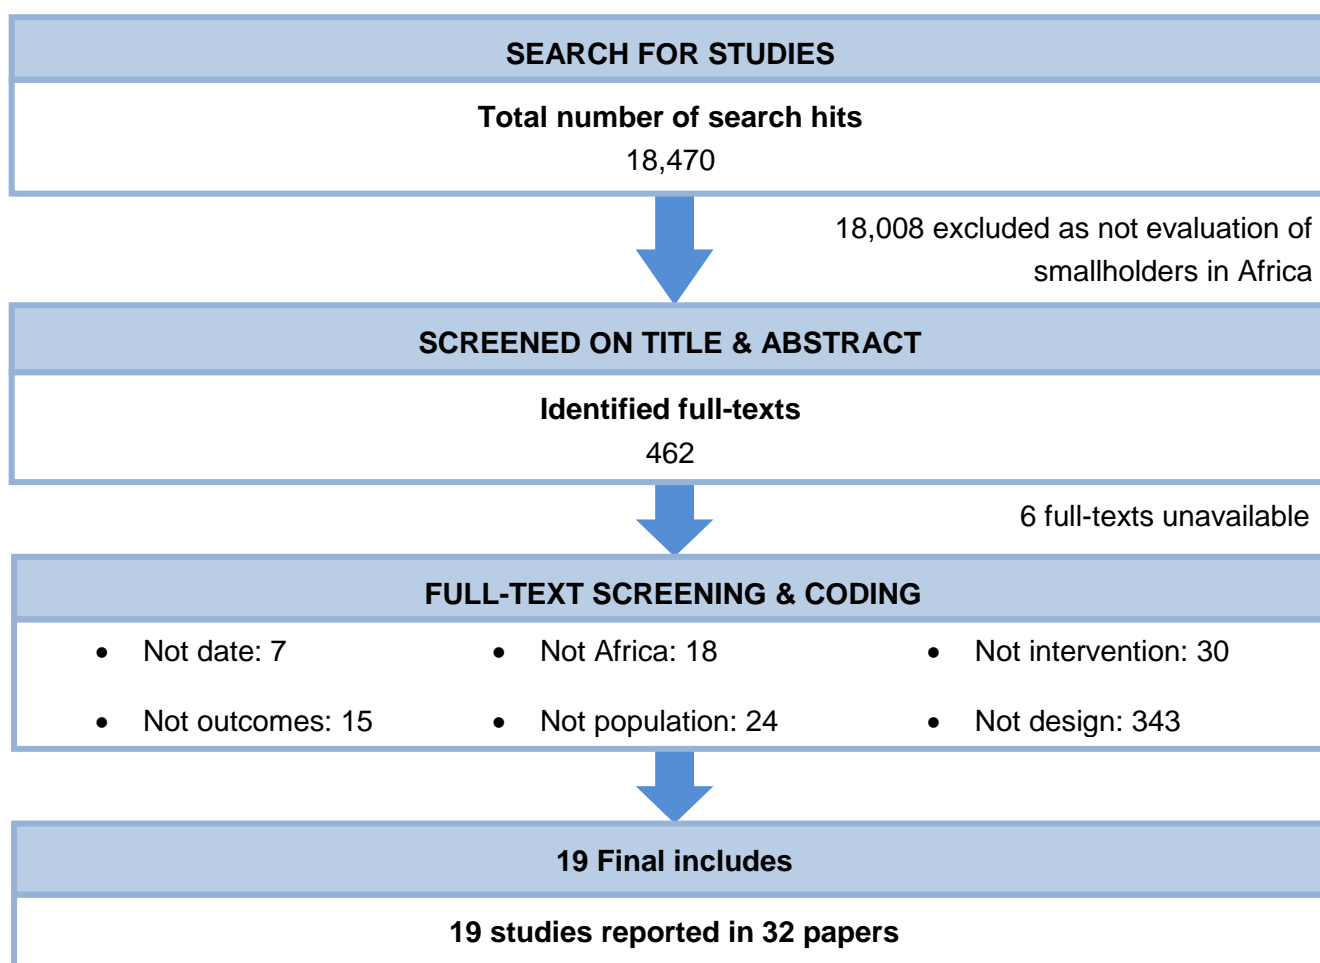 SEARCH FOR STUDIES
Total number of search hits
18,470
18,008 excluded as not evaluation of
smallholders in Africa
SCREENED ON TITLE & ABSTRACT
Identified full-texts
462
6 full-texts unavailable
FULL-TEXT SCREENING & CODING
• Not date: 7
• Not Africa: 18
• Not intervention: 30
• Not outcomes: 15
• Not population: 24
• Not design: 343
19 Final includes
19 studies reported in 32 papers